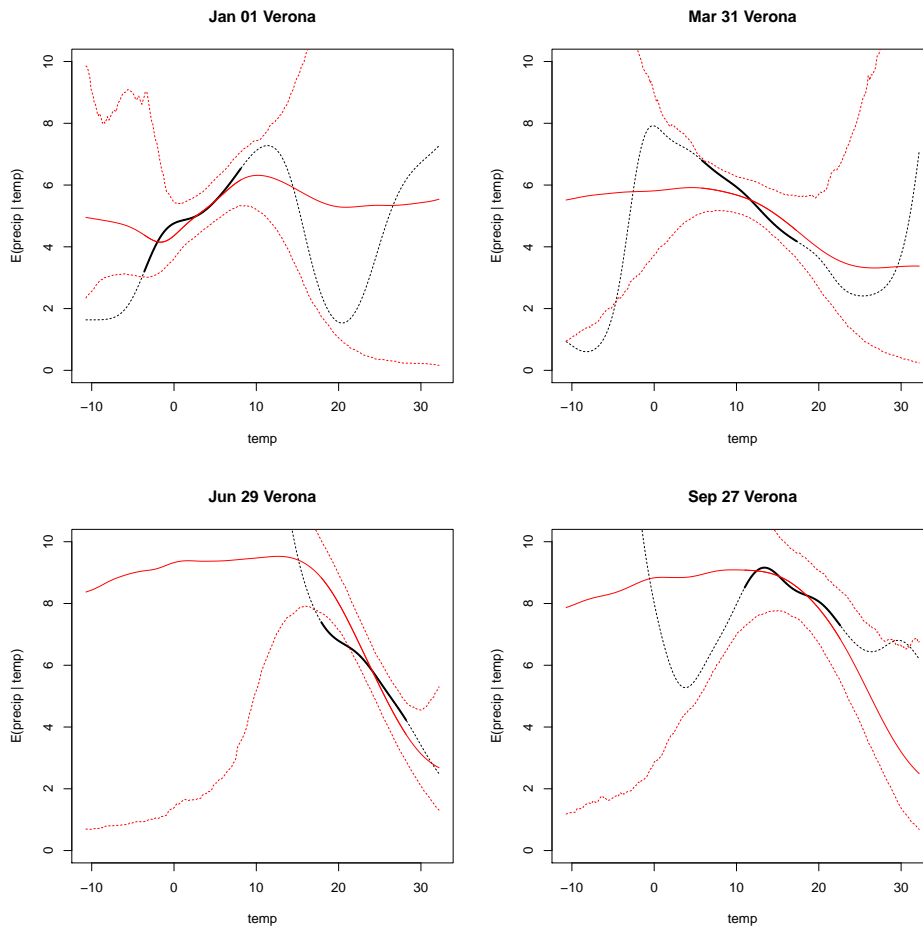 Jan 01 Verona
E(precip | temp)
0 2 4 6 8 10
−10 0 10 20 30
temp
Mar 31 Verona
E(precip | temp)
0 2 4 6 8 10
−10 0 10 20 30
temp
Jun 29 Verona
E(precip | temp)
0 2 4 6 8 10
−10 0 10 20 30
temp
Sep 27 Verona
E(precip | temp)
0 2 4 6 8 10
−10 0 10 20 30
temp